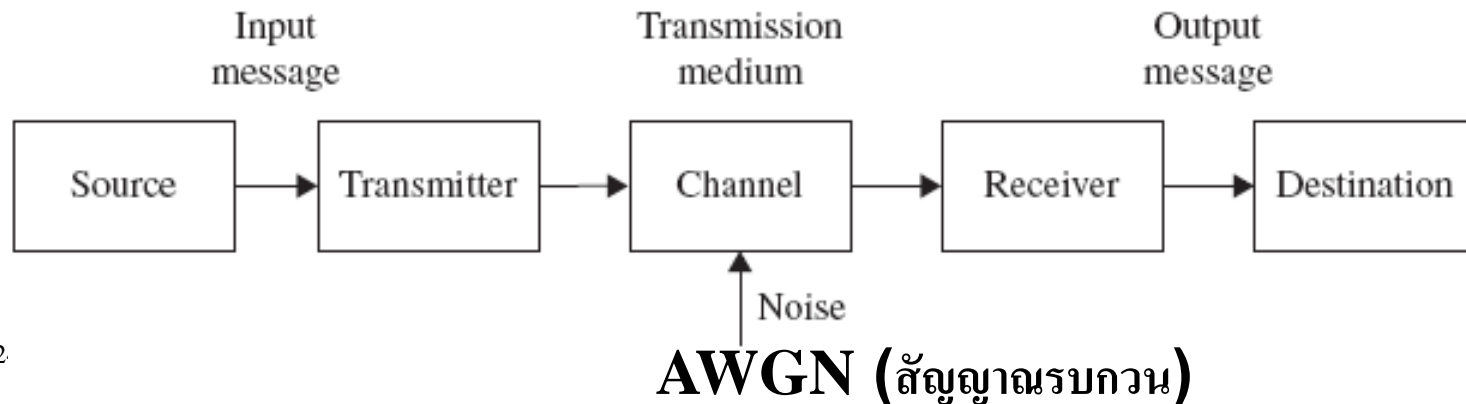 Input
message
Transmission
medium
Output
message
Source
Transmitter
Channel
Receiver
Destination
Noise
AWGN (สัญญาณรบกวน)